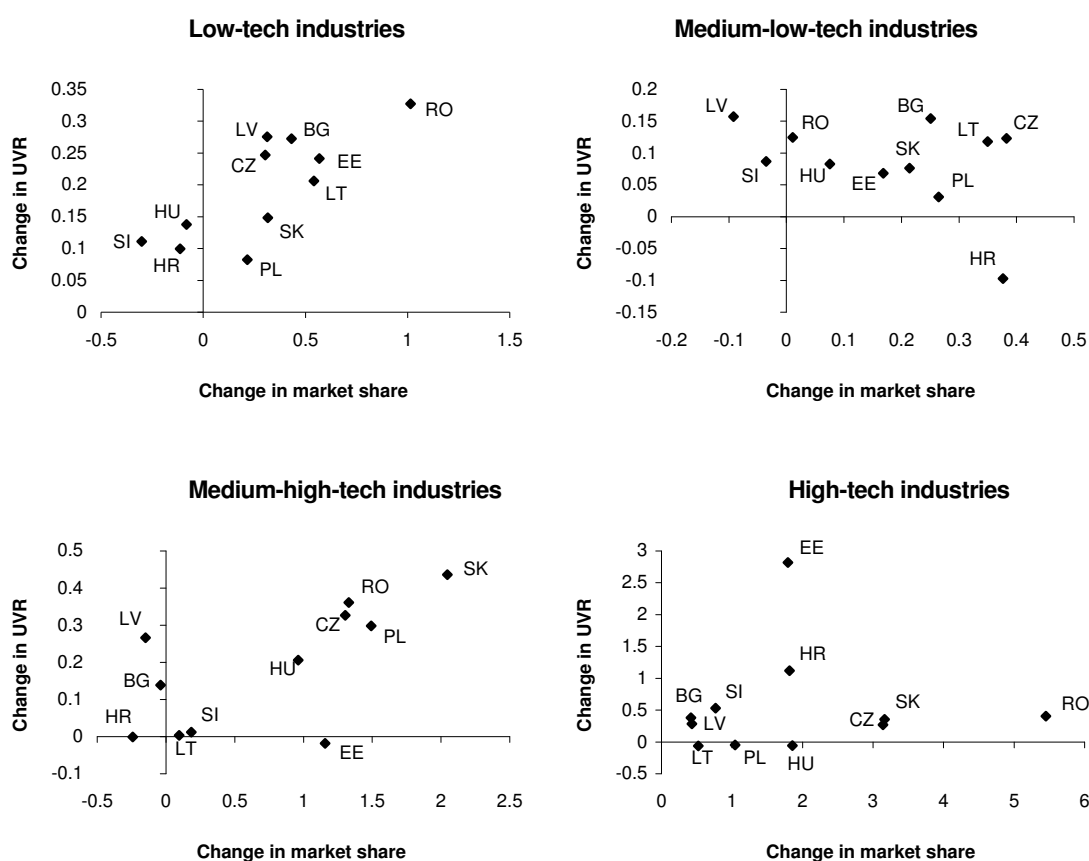 Low-tech industries
0.35
0.3
0.25
0.2
0.15
0.1
0.05
0
-0.5 0 0.5 1 1.5
Change in UVR
Change in market share
RO
LV BG
CZ EE
LT
HU SK
SI
HR PL
Medium-low-tech industries
0.2
0.15
0.1
0.05
0
-0.05
-0.1
-0.15
-0.2 -0.1 0 0.1 0.2 0.3 0.4 0.5
Change in UVR
Change in market share
LV RO BG LT CZ
SI HU EE SK PL
HR
Medium-high-tech industries
0.5
0.4
0.3
0.2
0.1
0
-0.1
-0.5 0 0.5 1 1.5 2 2.5
Change in UVR
Change in market share
SK
RO
LV CZ PL
BG HU
HR SI
LT EE
High-tech industries
3
2.5
2
1.5
1
0.5
0
-0.5
0 1 2 3 4 5 6
Change in UVR
Change in market share
EE
HR
BG SI SK RO
LV CZ
LT PL HU